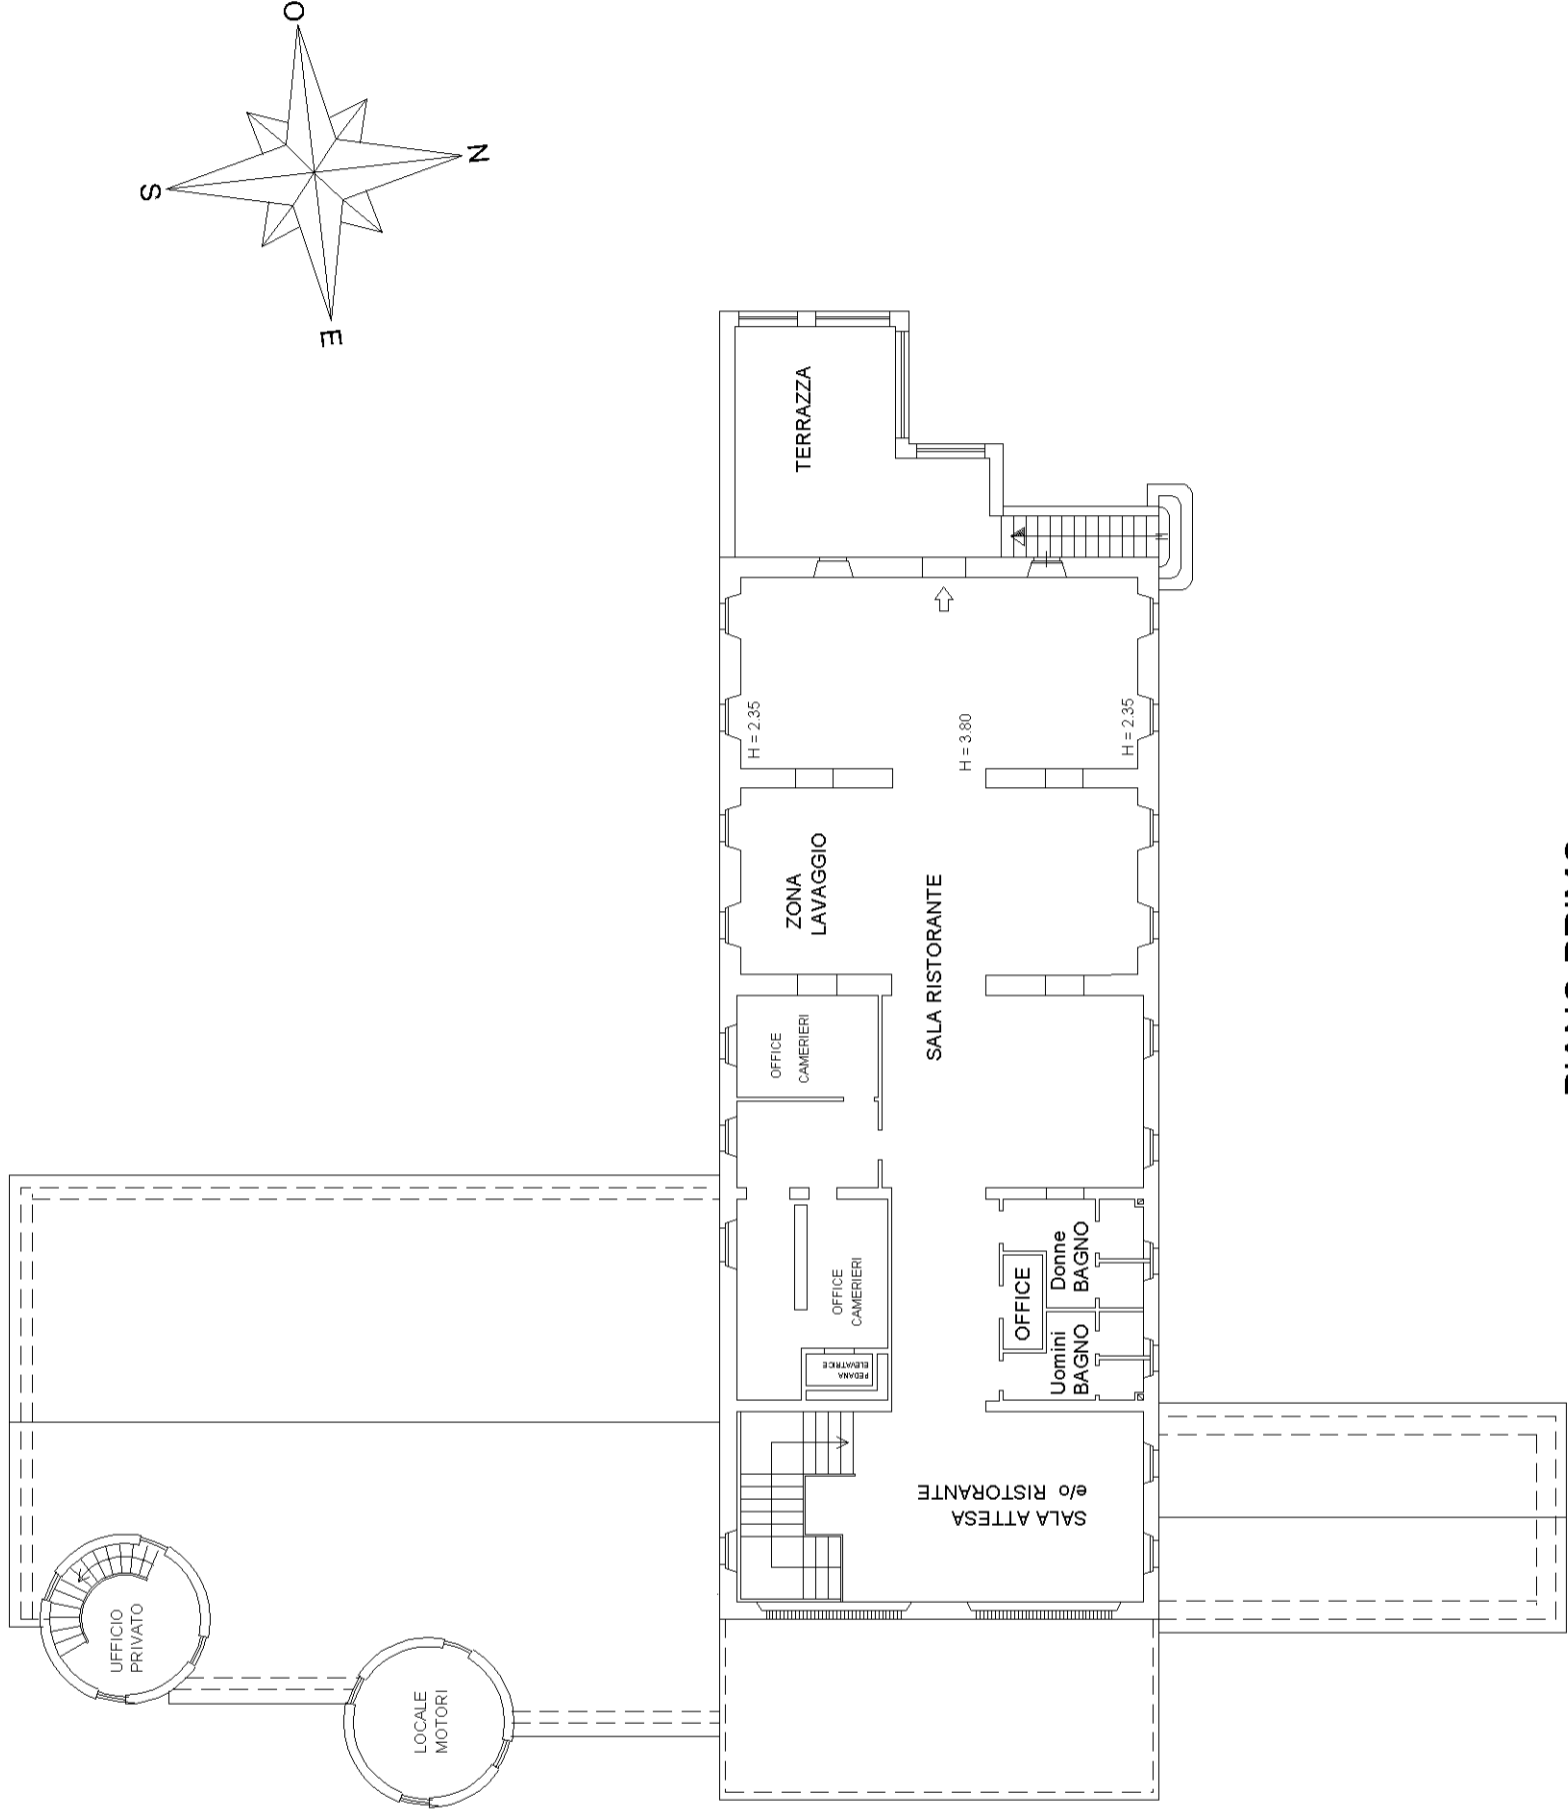 O
N
S
E
TERRAZZA
H = 2.35
H = 3.80
H = 2.35
ZONA
LAVAGGIO
SALA RISTORANTE
OFFICE
CAMERIERI
OFFICE
CAMERIERI
PEDANA
ELEVATRICE
OFFICE
Donne
BAGNO
Uomini
BAGNO
SALA ATTESA
e/o RISTORANTE
UFFICIO
PRIVATO
LOCALE
MOTORI